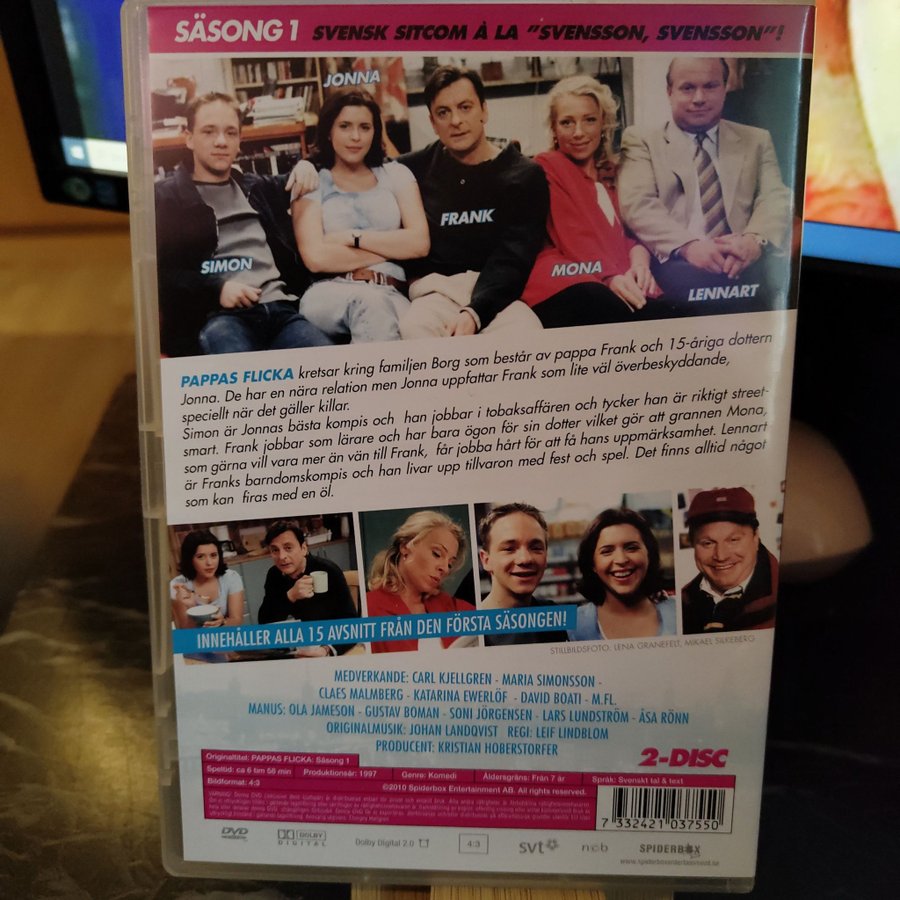 SÄSONG 1 SVENSK SITCOM À LA "SVENSSON, SVENSSON"!
JONNA
FRANK
SIMON
MONA
LENNART
PAPPAS FLICKA kretsar kring familjen Borg som består av pappa Frank och 15-åriga dottern
Jonna. De har en nära relation men Jonna uppfattar Frank som lite väl överbeskyddande,
speciellt när det gäller killar.
Simon är Jonnas bästa kompis och han jobbar i tobaksaffären och tycker han är riktigt street-
smart. Frank jobbar som lärare och har bara ögon för sin dotter vilket gör att grannen Mona,
som gärna vill vara mer än vän till Frank, får jobba hårt för att få hans uppmärksamhet. Lennart
är Franks barndomskompis och han livar upp tillvaron med fest och spel. Det finns alltid något
som kan firas med en öl.
INNEHÅLLER ALLA 15 AVSNITT FRÅN DEN FÖRSTA SÄSONGEN!
STILLBILDSFOTO: LENA GRANEFELT, MIKAEL SILKEBERG
MEDVERKANDE: CARL KJELLGREN - MARIA SIMONSSON -
CLAES MALMBERG - KATARINA EWERLÖF - DAVID BOATI - M.FL.
MANUS: OLA JAMESON - GUSTAV BOMAN - SONI JÖRGENSEN - LARS LUNDSTRÖM - ÅSA RÖNN
ORIGINALMUSIK: JOHAN LANDQVIST REGI: LEIF LINDBLOM
PRODUCENT: KRISTIAN HOBERSTORFER
2-DISC
Originaltitel: PAPPAS FLICKA: Säsong 1
Speltid: ca 6 tim 58 min Produktionsår: 1997 Genre: Komedi Åldersgräns: Från 7 år Språk: Svenskt tal & text
Bildformat: 4:3 ©2010 Spiderbox Entertainment AB. All rights reserved.
7 332421 037550
DVD DOLBY DIGITAL Dolby Digital 2.0 4:3 svt ncb SPIDERBOX
www.spiderboxentertainment.se